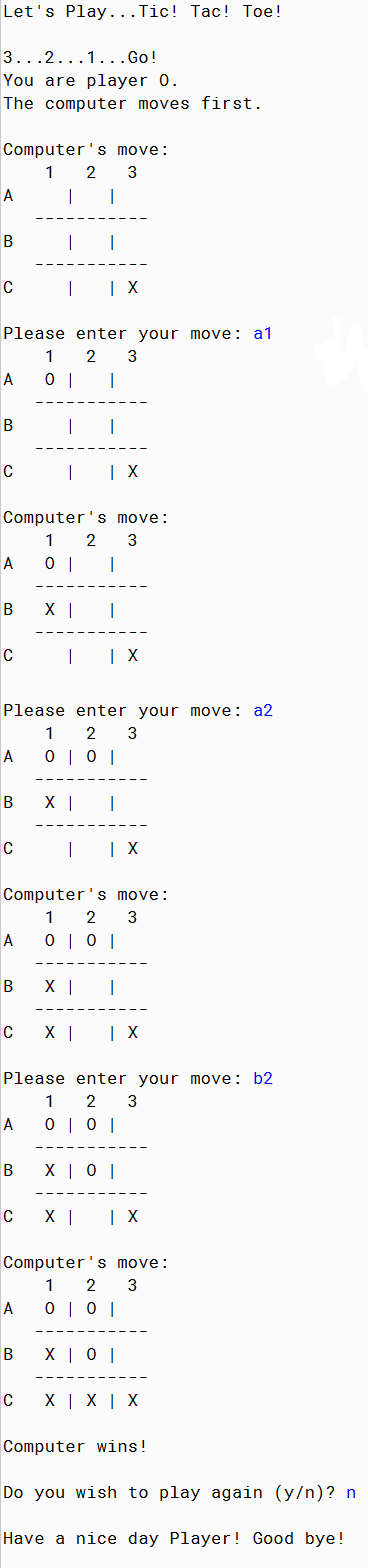 Let's Play...Tic! Tac! Toe!
3...2...1...Go!
You are player O.
The computer moves first.
Computer's move:
    1   2   3
A     |   |
   -----------
B     |   |
   -----------
C     |   | X
Please enter your move: a1
    1   2   3
A   O |   |
   -----------
B     |   |
   -----------
C     |   | X
Computer's move:
    1   2   3
A   O |   |
   -----------
B   X |   |
   -----------
C     |   | X
Please enter your move: a2
    1   2   3
A   O | O |
   -----------
B   X |   |
   -----------
C     |   | X
Computer's move:
    1   2   3
A   O | O |
   -----------
B   X |   |
   -----------
C   X |   | X
Please enter your move: b2
    1   2   3
A   O | O |
   -----------
B   X | O |
   -----------
C   X |   | X
Computer's move:
    1   2   3
A   O | O |
   -----------
B   X | O |
   -----------
C   X | X | X
Computer wins!
Do you wish to play again (y/n)? n
Have a nice day Player! Good bye!